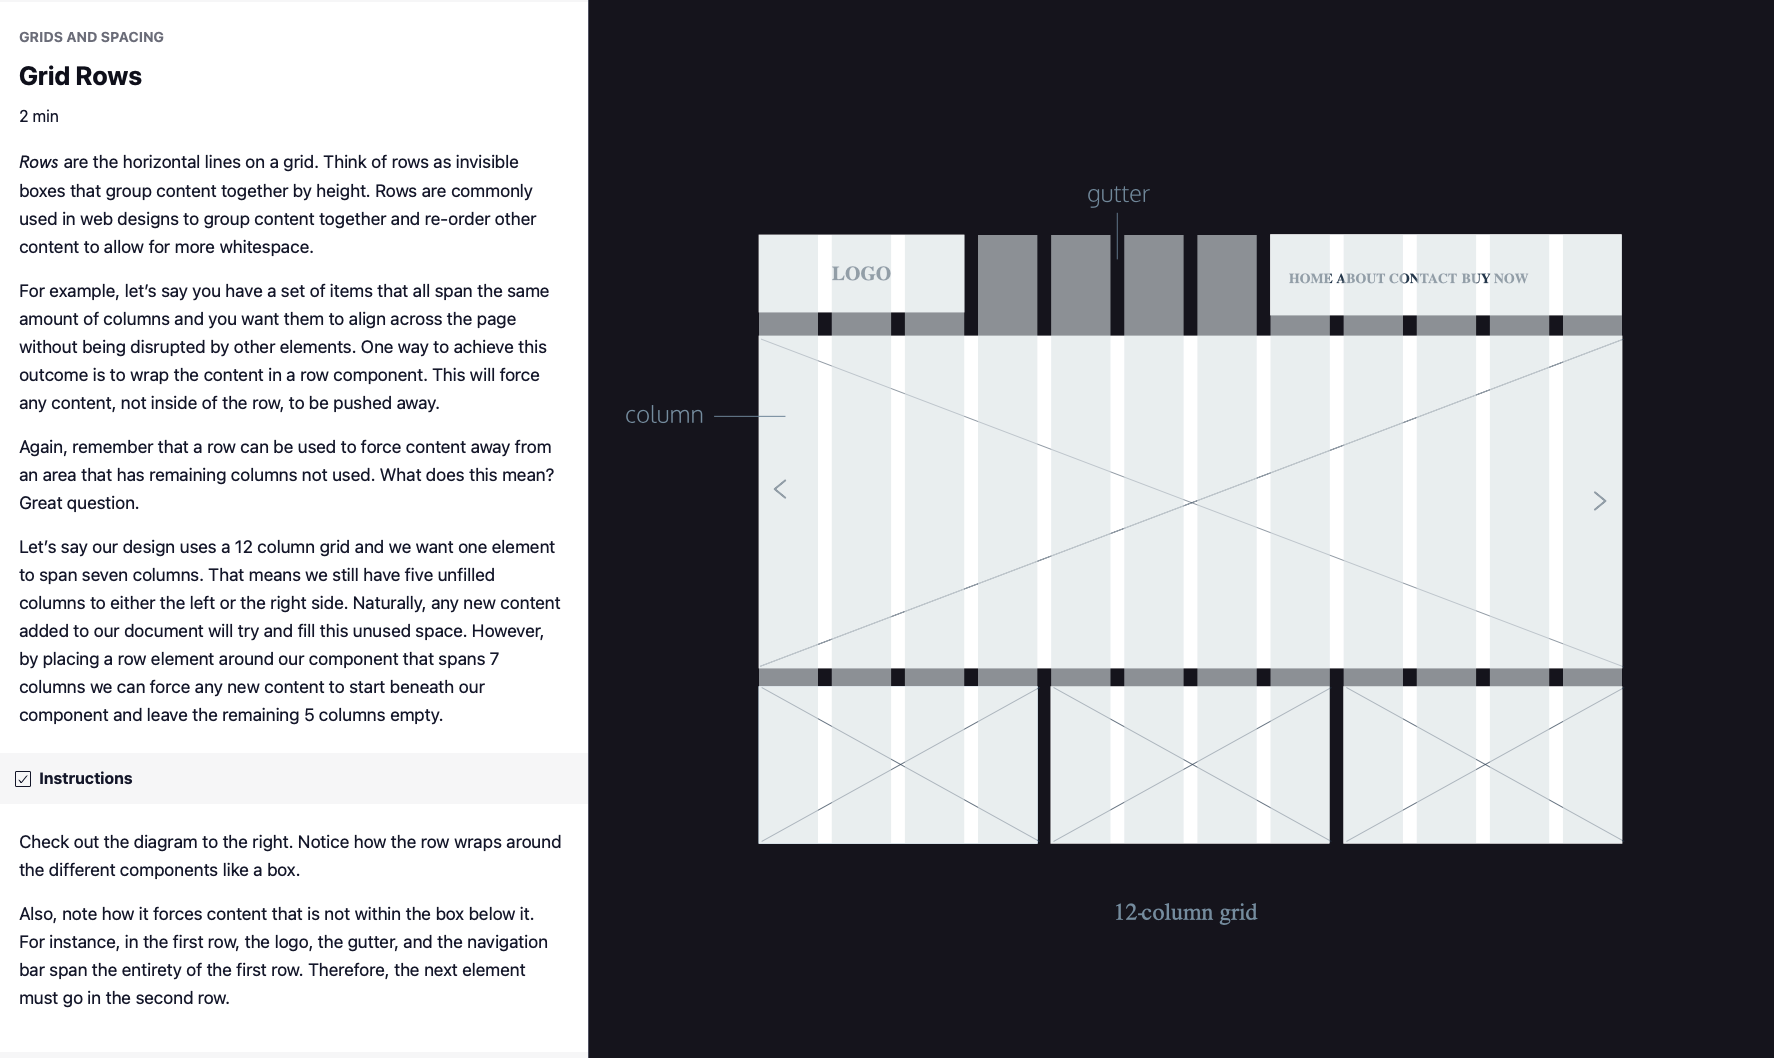 GRIDS AND SPACING
Grid Rows
2 min
Rows are the horizontal lines on a grid. Think of rows as invisible
boxes that group content together by height. Rows are commonly
used in web designs to group content together and re-order other
content to allow for more whitespace.
For example, let’s say you have a set of items that all span the same
amount of columns and you want them to align across the page
without being disrupted by other elements. One way to achieve this
outcome is to wrap the content in a row component. This will force
any content, not inside of the row, to be pushed away.
Again, remember that a row can be used to force content away from
an area that has remaining columns not used. What does this mean?
Great question.
Let’s say our design uses a 12 column grid and we want one element
to span seven columns. That means we still have five unfilled
columns to either the left or the right side. Naturally, any new content
added to our document will try and fill this unused space. However,
by placing a row element around our component that spans 7
columns we can force any new content to start beneath our
component and leave the remaining 5 columns empty.
Instructions
Check out the diagram to the right. Notice how the row wraps around
the different components like a box.
Also, note how it forces content that is not within the box below it.
For instance, in the first row, the logo, the gutter, and the navigation
bar span the entirety of the first row. Therefore, the next element
must go in the second row.
gutter
LOGO
HOME ABOUT CONTACT BUY NOW
column
12-column grid